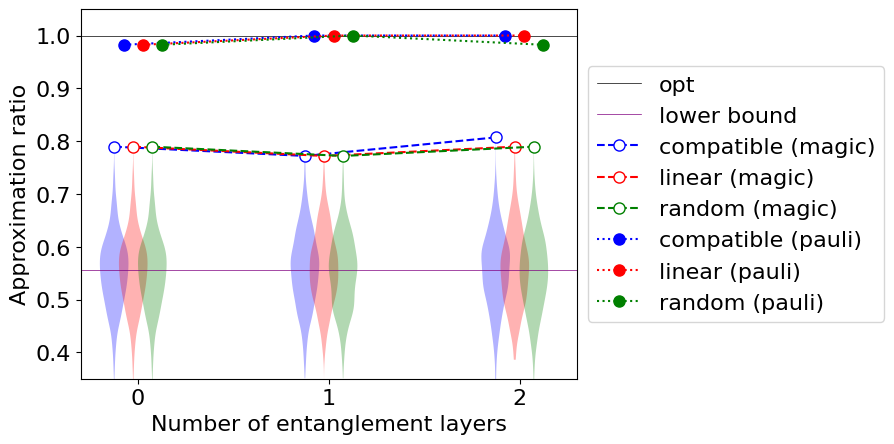 1.0
0.9
0.8
0.7
0.6
0.5
0.4
Approximation ratio
0 1 2
Number of entanglement layers
opt
lower bound
compatible (magic)
linear (magic)
random (magic)
compatible (pauli)
linear (pauli)
random (pauli)